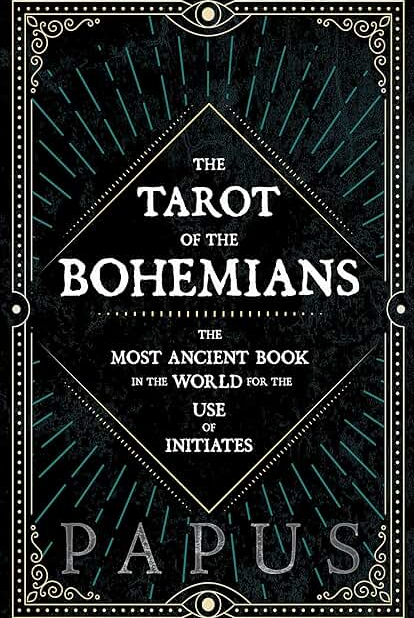 THE
TAROT
OF THE
BOHEMIANS
THE
MOST ANCIENT BOOK
IN THE WORLD FOR THE
USE
OF
INITIATES
PAPUS